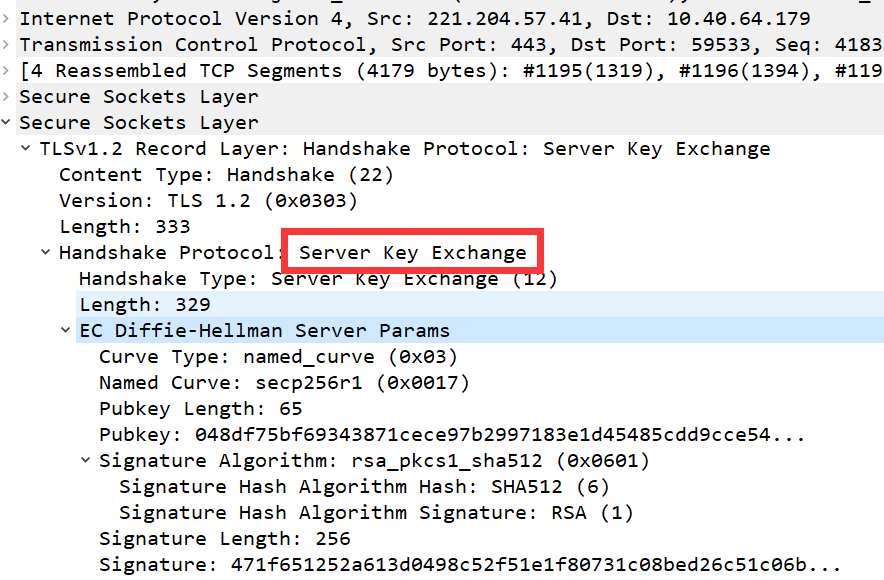 Internet Protocol Version 4, Src: 221.204.57.41, Dst: 10.40.64.179
Transmission Control Protocol, Src Port: 443, Dst Port: 59533, Seq: 4183
[4 Reassembled TCP Segments (4179 bytes): #1195(1319), #1196(1394), #119
Secure Sockets Layer
Secure Sockets Layer
TLSv1.2 Record Layer: Handshake Protocol: Server Key Exchange
Content Type: Handshake (22)
Version: TLS 1.2 (0x0303)
Length: 333
Handshake Protocol: Server Key Exchange
Handshake Type: Server Key Exchange (12)
Length: 329
EC Diffie-Hellman Server Params
Curve Type: named_curve (0x03)
Named Curve: secp256r1 (0x0017)
Pubkey Length: 65
Pubkey: 048df75bf69343871cece97b2997183e1d45485cdd9cce54...
Signature Algorithm: rsa_pkcs1_sha512 (0x0601)
Signature Hash Algorithm Hash: SHA512 (6)
Signature Hash Algorithm Signature: RSA (1)
Signature Length: 256
Signature: 471f651252a613d0498c52f51e1f80731c08bed26c51c06b...